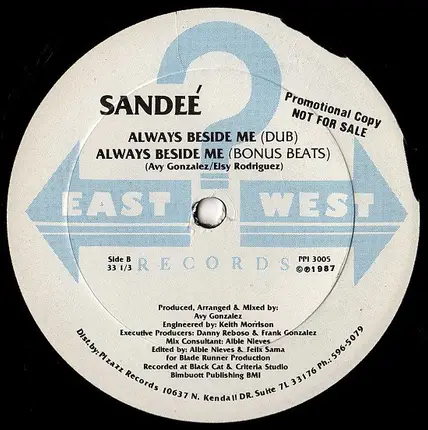 SANDEÉ
Promotional Copy
NOT FOR SALE
ALWAYS BESIDE ME (DUB)
ALWAYS BESIDE ME (BONUS BEATS)
(Avy Gonzalez/Elsy Rodriguez)
EAST WEST
RECORDS
Side B
33 1/3
PPI 3005
©℗1987
Produced, Arranged & Mixed by:
Avy Gonzalez
Engineered by: Keith Morrison
Executive Producers: Danny Reboso & Frank Gonzalez
Mix Consultant: Albie Nieves
Edited by: Albie Nieves & Felix Sama
for Blade Runner Production
Recorded at Black Cat & Criteria Studio
Bimbuott Publishing BMI
Dist.by: Pizazz Records 10637 N. Kendall DR. Suite 7L 33176 Ph.: 596-5079